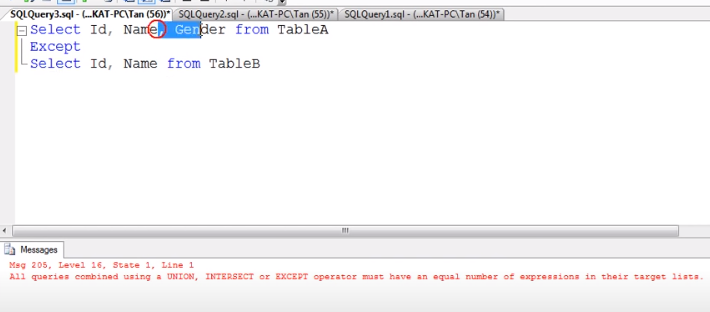 SQLQuery3.sql - (...KAT-PC\Tan (56))* SQLQuery2.sql - (...KAT-PC\Tan (55))* SQLQuery1.sql - (...KAT-PC\Tan (54))*
Select Id, Name, Gender from TableA
Except
Select Id, Name from TableB
Messages
Msg 205, Level 16, State 1, Line 1
All queries combined using a UNION, INTERSECT or EXCEPT operator must have an equal number of expressions in their target lists.